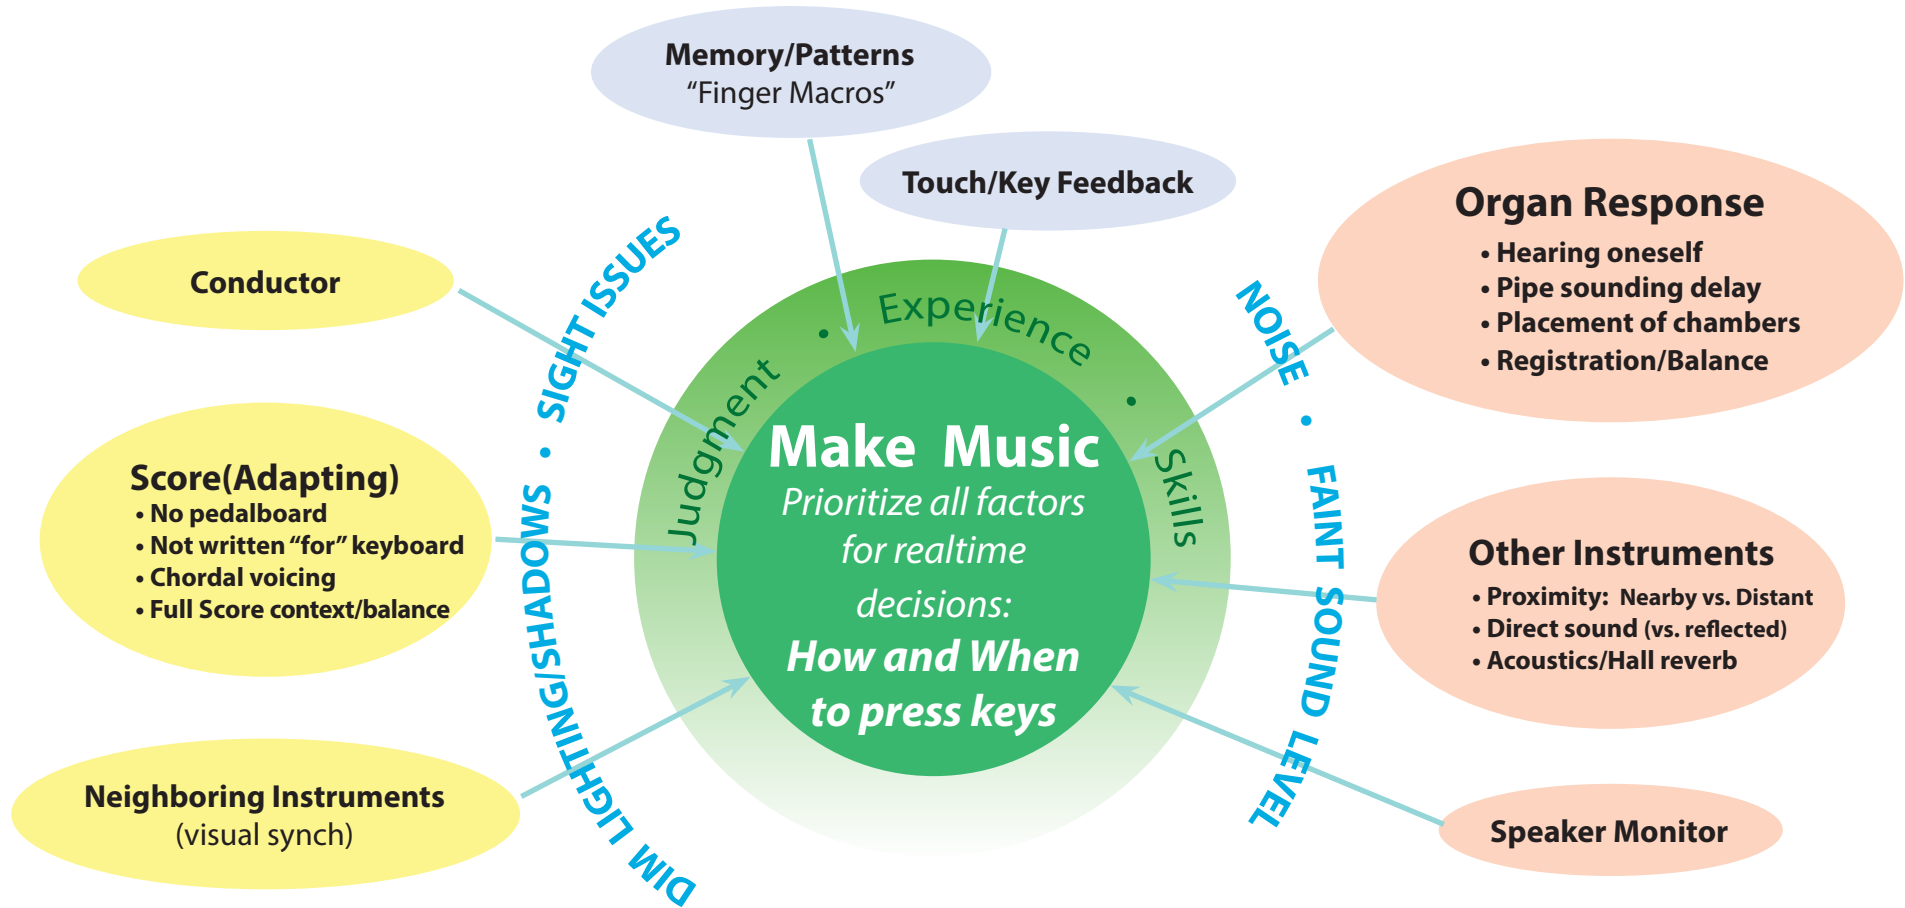 Memory/Patterns
“Finger Macros”
Touch/Key Feedback
Conductor
Score(Adapting)
• No pedalboard
• Not written “for” keyboard
• Chordal voicing
• Full Score context/balance
Neighboring Instruments
(visual synch)
DIM LIGHTING/SHADOWS • SIGHT ISSUES
Judgment • Experience • Skills
Make Music
Prioritize all factors
for realtime
decisions:
How and When
to press keys
NOISE • FAINT SOUND LEVEL
Organ Response
• Hearing oneself
• Pipe sounding delay
• Placement of chambers
• Registration/Balance
Other Instruments
• Proximity: Nearby vs. Distant
• Direct sound (vs. reflected)
• Acoustics/Hall reverb
Speaker Monitor